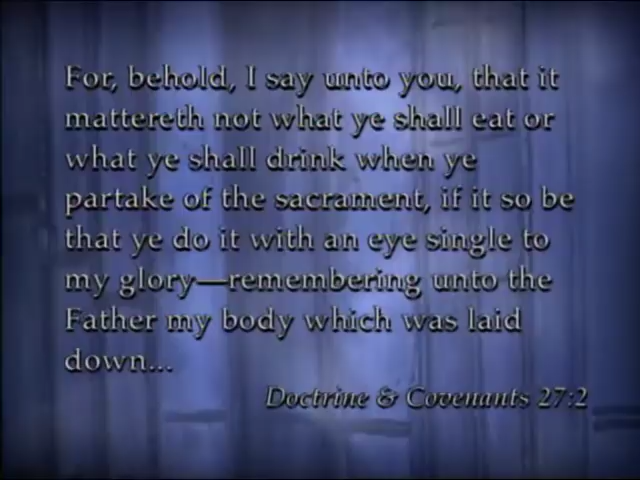 For, behold, I say unto you, that it
mattereth not what ye shall eat or
what ye shall drink when ye
partake of the sacrament, if it so be
that ye do it with an eye single to
my glory—remembering unto the
Father my body which was laid
down...
Doctrine & Covenants 27:2